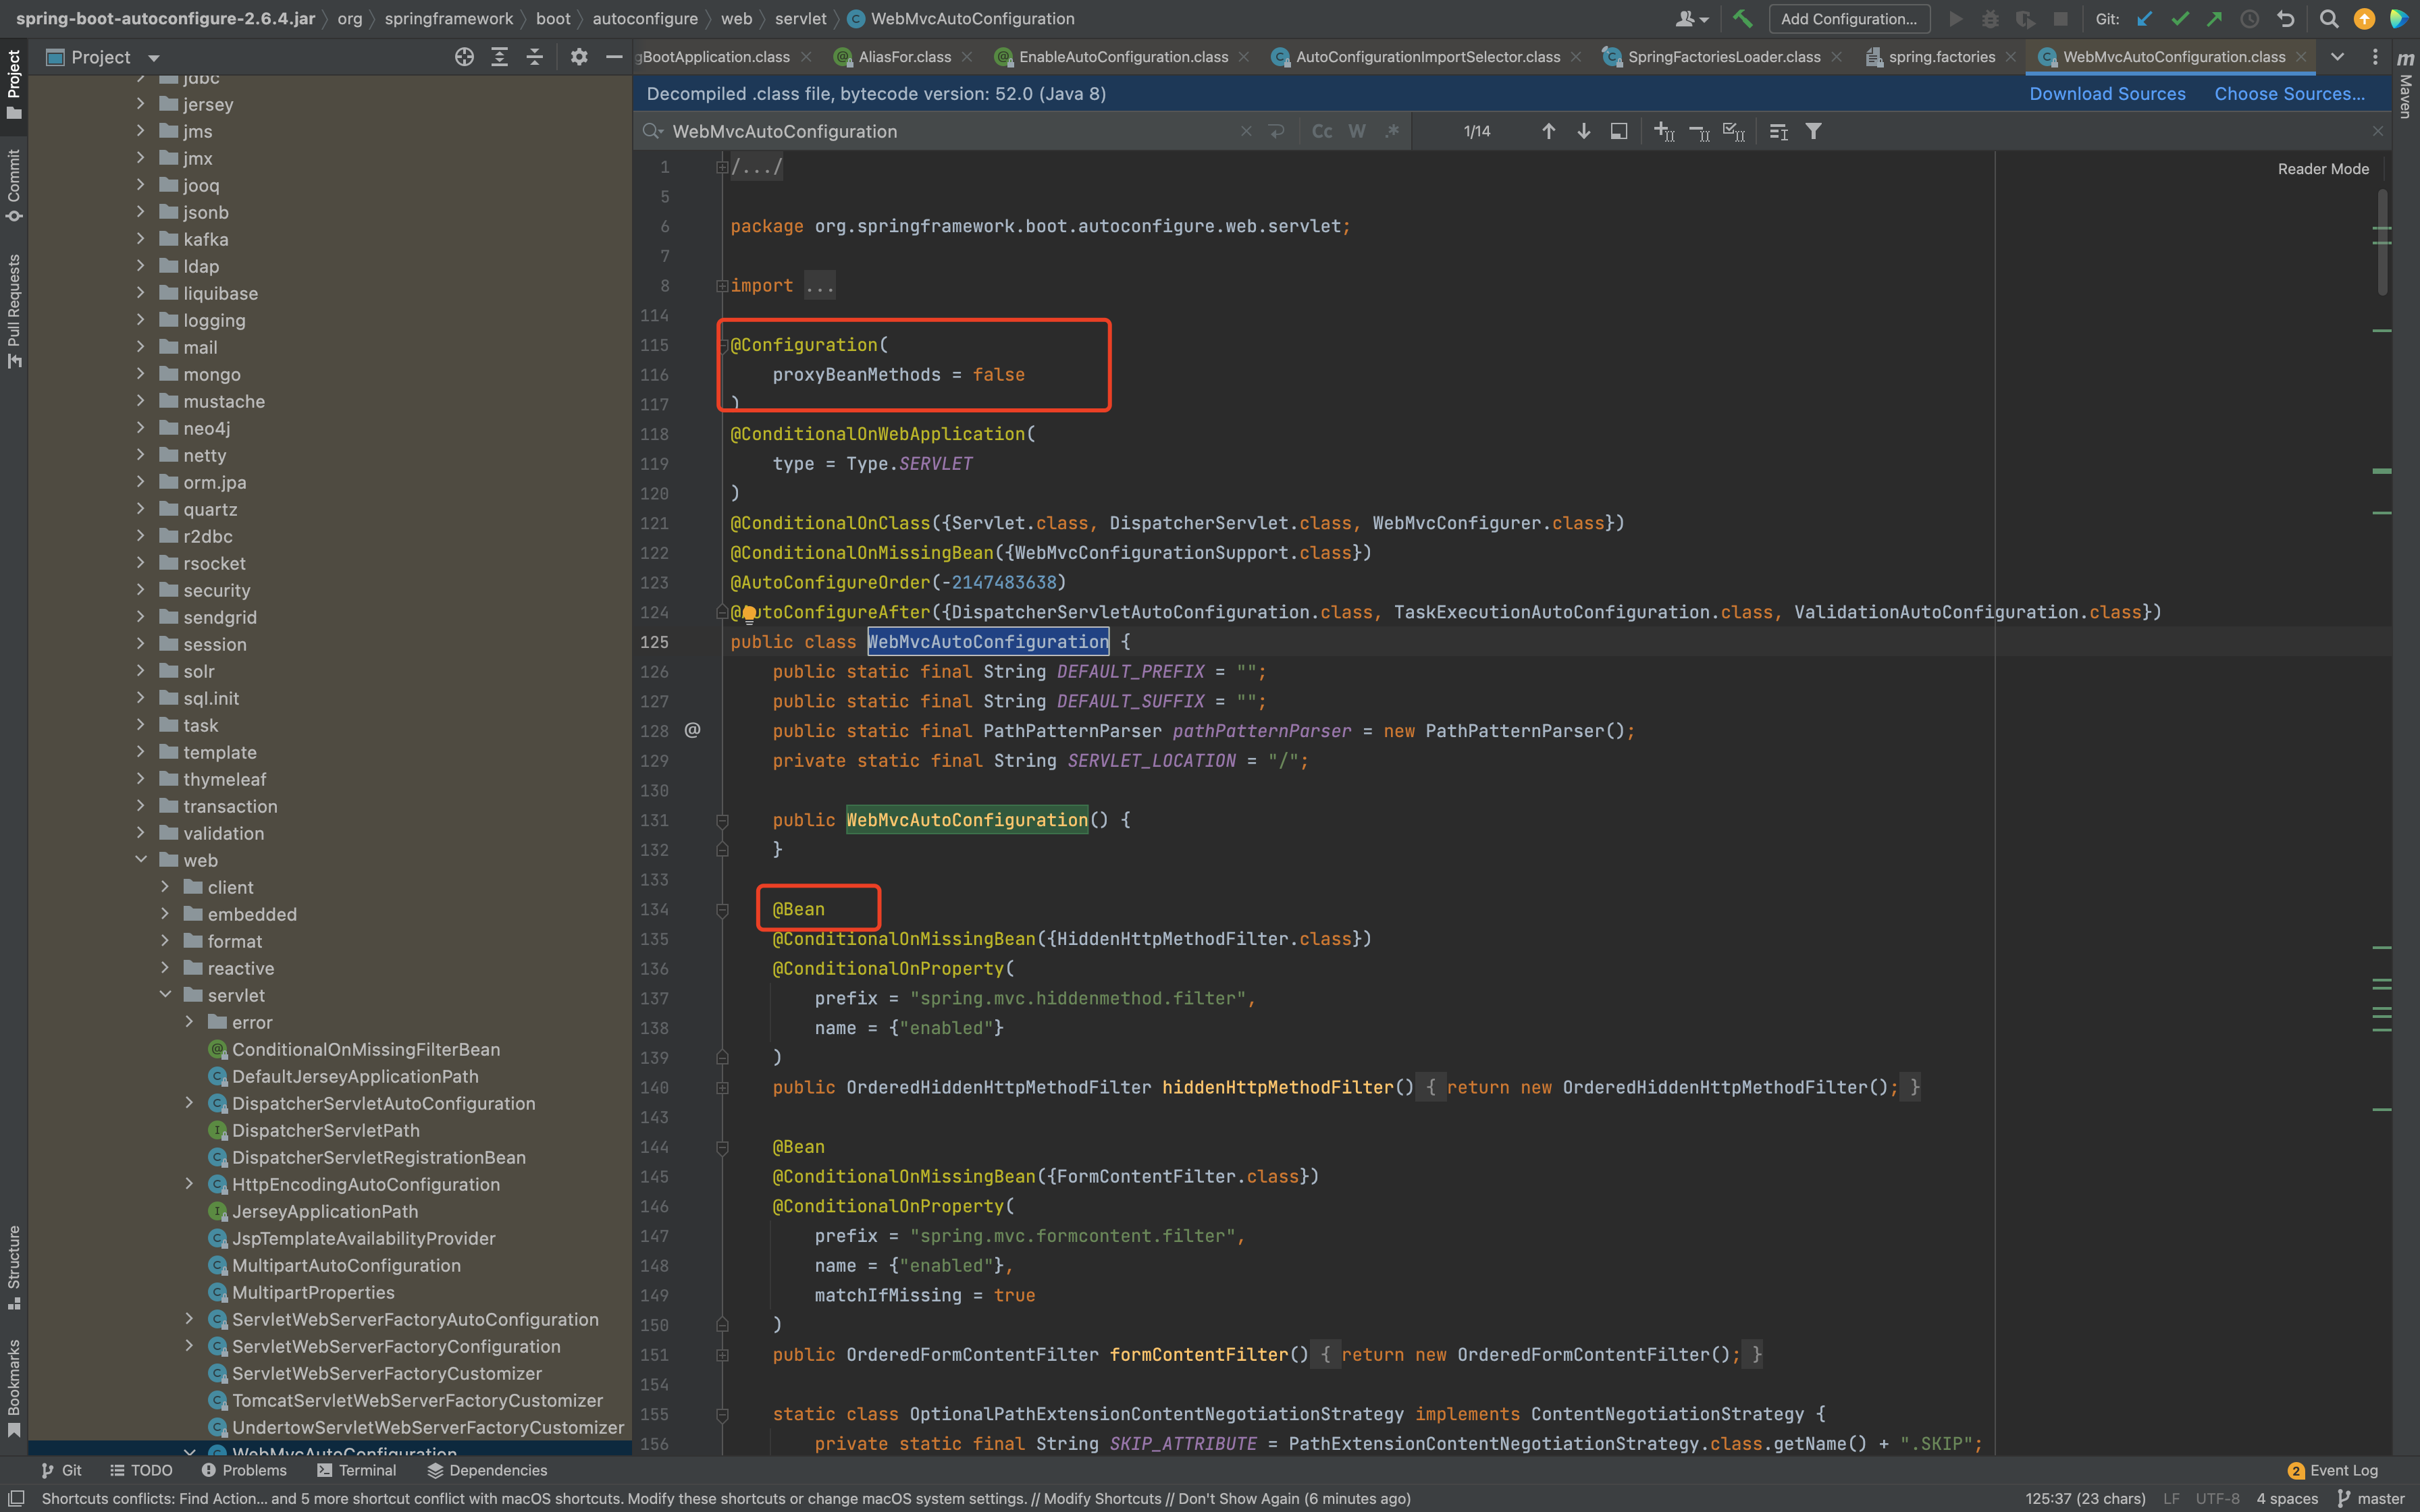 spring-boot-autoconfigure-2.6.4.jar org springframework boot autoconfigure web servlet WebMvcAutoConfiguration
Add Configuration... Git:
Project
gBootApplication.class AliasFor.class EnableAutoConfiguration.class AutoConfigurationImportSelector.class SpringFactoriesLoader.class spring.factories WebMvcAutoConfiguration.class
Decompiled .class file, bytecode version: 52.0 (Java 8) Download Sources Choose Sources...
WebMvcAutoConfiguration Cc W .* 1/14
Reader Mode
Project
Commit
Pull Requests
Structure
Bookmarks
m Maven
jdbc
jersey
jms
jmx
jooq
jsonb
kafka
ldap
liquibase
logging
mail
mongo
mustache
neo4j
netty
orm.jpa
quartz
r2dbc
rsocket
security
sendgrid
session
solr
sql.init
task
template
thymeleaf
transaction
validation
web
client
embedded
format
reactive
servlet
error
ConditionalOnMissingFilterBean
DefaultJerseyApplicationPath
DispatcherServletAutoConfiguration
DispatcherServletPath
DispatcherServletRegistrationBean
HttpEncodingAutoConfiguration
JerseyApplicationPath
JspTemplateAvailabilityProvider
MultipartAutoConfiguration
MultipartProperties
ServletWebServerFactoryAutoConfiguration
ServletWebServerFactoryConfiguration
ServletWebServerFactoryCustomizer
TomcatServletWebServerFactoryCustomizer
UndertowServletWebServerFactoryCustomizer
WebMvcAutoConfiguration
1 /.../
5
6 package org.springframework.boot.autoconfigure.web.servlet;
7
8 import ...
114
115 @Configuration(
116 proxyBeanMethods = false
117 )
118 @ConditionalOnWebApplication(
119 type = Type.SERVLET
120 )
121 @ConditionalOnClass({Servlet.class, DispatcherServlet.class, WebMvcConfigurer.class})
122 @ConditionalOnMissingBean({WebMvcConfigurationSupport.class})
123 @AutoConfigureOrder(-2147483638)
124 @AutoConfigureAfter({DispatcherServletAutoConfiguration.class, TaskExecutionAutoConfiguration.class, ValidationAutoConfiguration.class})
125 public class WebMvcAutoConfiguration {
126 public static final String DEFAULT_PREFIX = "";
127 public static final String DEFAULT_SUFFIX = "";
128 @ public static final PathPatternParser pathPatternParser = new PathPatternParser();
129 private static final String SERVLET_LOCATION = "/";
130
131 public WebMvcAutoConfiguration() {
132 }
133
134 @Bean
135 @ConditionalOnMissingBean({HiddenHttpMethodFilter.class})
136 @ConditionalOnProperty(
137 prefix = "spring.mvc.hiddenmethod.filter",
138 name = {"enabled"}
139 )
140 public OrderedHiddenHttpMethodFilter hiddenHttpMethodFilter() { return new OrderedHiddenHttpMethodFilter(); }
143
144 @Bean
145 @ConditionalOnMissingBean({FormContentFilter.class})
146 @ConditionalOnProperty(
147 prefix = "spring.mvc.formcontent.filter",
148 name = {"enabled"},
149 matchIfMissing = true
150 )
151 public OrderedFormContentFilter formContentFilter() { return new OrderedFormContentFilter(); }
154
155 static class OptionalPathExtensionContentNegotiationStrategy implements ContentNegotiationStrategy {
156 private static final String SKIP_ATTRIBUTE = PathExtensionContentNegotiationStrategy.class.getName() + ".SKIP";
Git TODO Problems Terminal Dependencies 2 Event Log
Shortcuts conflicts: Find Action... and 5 more shortcut conflict with macOS shortcuts. Modify these shortcuts or change macOS system settings. // Modify Shortcuts // Don't Show Again (6 minutes ago) 125:37 (23 chars) LF UTF-8 4 spaces master